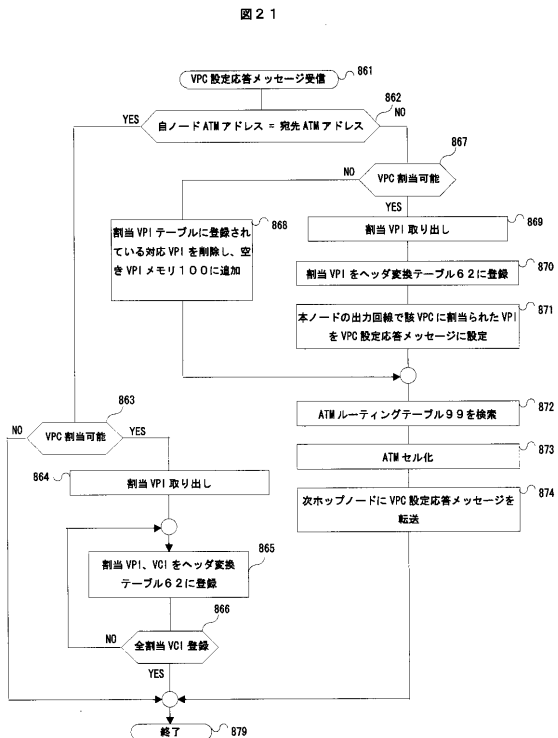 図21
VPC設定応答メッセージ受信
861
862
自ノードATMアドレス = 宛先ATMアドレス
YES
NO
867
VPC割当可能
NO
YES
868
割当VPIテーブルに登録され
ている対応VPIを削除し、空
きVPIメモリ100に追加
869
割当VPI取り出し
870
割当VPIをヘッダ変換テーブル62に登録
871
本ノードの出力回線で該VPCに割当られたVPI
をVPC設定応答メッセージに設定
872
ATMルーティングテーブル99を検索
873
ATMセル化
874
次ホップノードにVPC設定応答メッセージを
転送
863
VPC割当可能
NO
YES
864
割当VPI取り出し
865
割当VPI、VCIをヘッダ変換
テーブル62に登録
866
全割当VCI登録
NO
YES
終了
879